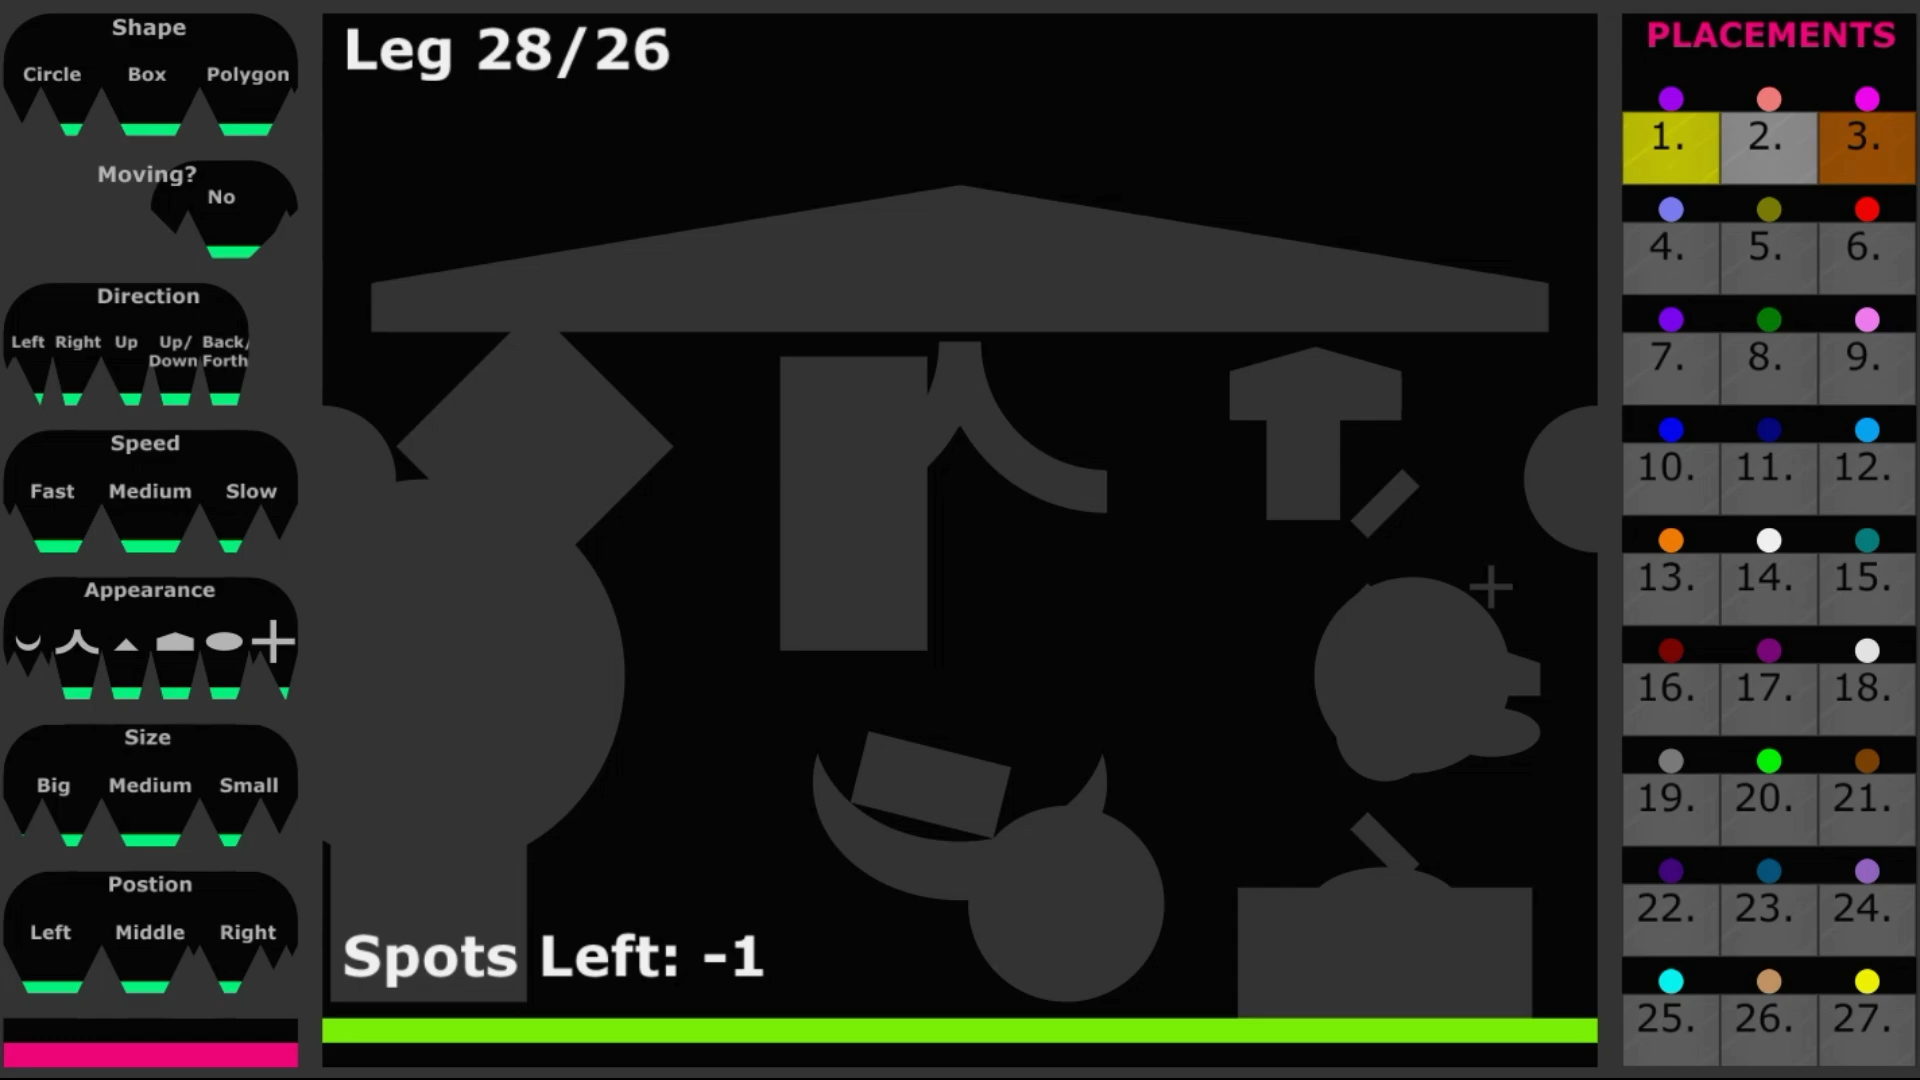 Shape
Circle Box Polygon
Moving?
No
Direction
Left Right Up Up/ Back/
Down Forth
Speed
Fast Medium Slow
Appearance
Size
Big Medium Small
Postion
Left Middle Right
Leg 28/26
Spots Left: -1
PLACEMENTS
1. 2. 3.
4. 5. 6.
7. 8. 9.
10. 11. 12.
13. 14. 15.
16. 17. 18.
19. 20. 21.
22. 23. 24.
25. 26. 27.